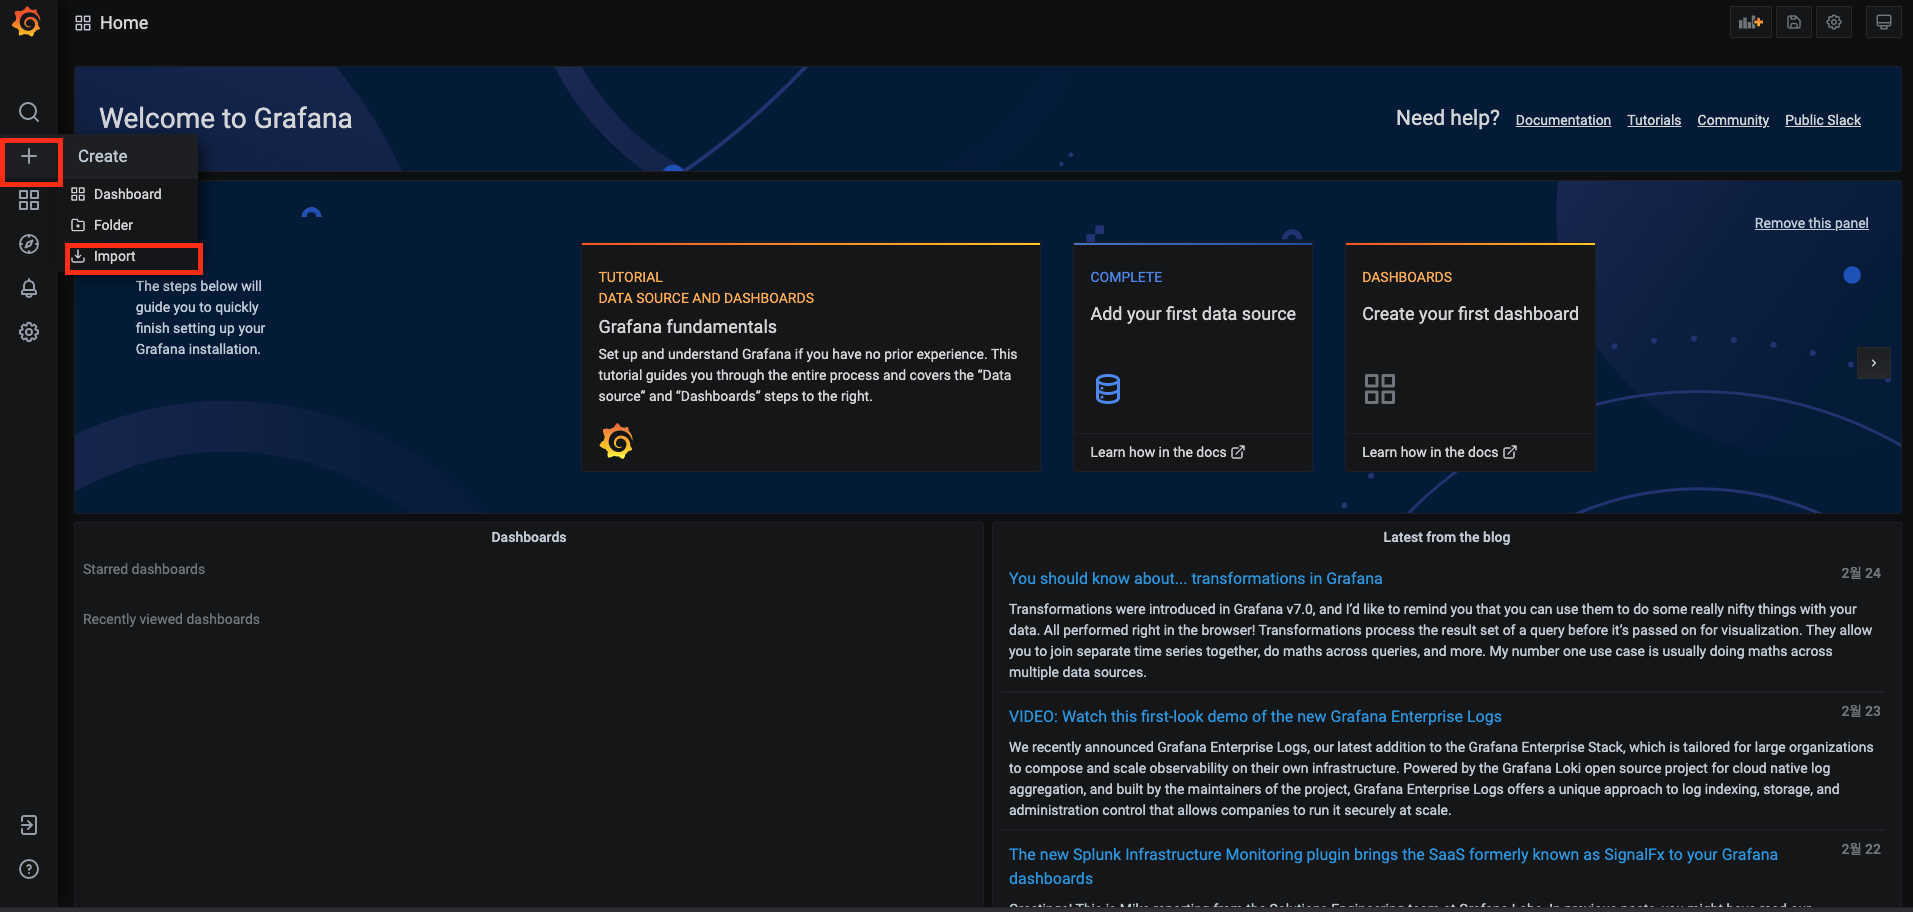 Home
Welcome to Grafana
Need help? Documentation Tutorials Community Public Slack
Create
Dashboard
Folder
Import
The steps below will
guide you to quickly
finish setting up your
Grafana installation.
Remove this panel
TUTORIAL
DATA SOURCE AND DASHBOARDS
Grafana fundamentals
Set up and understand Grafana if you have no prior experience. This
tutorial guides you through the entire process and covers the “Data
source” and “Dashboards” steps to the right.
COMPLETE
Add your first data source
Learn how in the docs
DASHBOARDS
Create your first dashboard
Learn how in the docs
Dashboards
Starred dashboards
Recently viewed dashboards
Latest from the blog
You should know about... transformations in Grafana
2월 24
Transformations were introduced in Grafana v7.0, and I’d like to remind you that you can use them to do some really nifty things with your
data. All performed right in the browser! Transformations process the result set of a query before it’s passed on for visualization. They allow
you to join separate time series together, do maths across queries, and more. My number one use case is usually doing maths across
multiple data sources.
VIDEO: Watch this first-look demo of the new Grafana Enterprise Logs
2월 23
We recently announced Grafana Enterprise Logs, our latest addition to the Grafana Enterprise Stack, which is tailored for large organizations
to compose and scale observability on their own infrastructure. Powered by the Grafana Loki open source project for cloud native log
aggregation, and built by the maintainers of the project, Grafana Enterprise Logs offers a unique approach to log indexing, storage, and
administration control that allows companies to run it securely at scale.
The new Splunk Infrastructure Monitoring plugin brings the SaaS formerly known as SignalFx to your Grafana
dashboards
2월 22